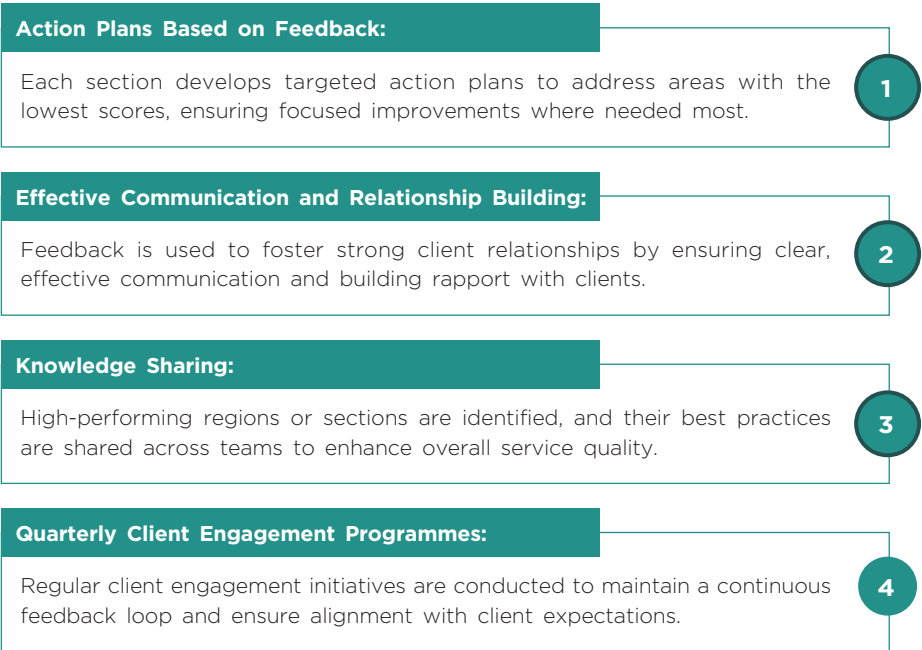 Action Plans Based on Feedback:
Each section develops targeted action plans to address areas with the
lowest scores, ensuring focused improvements where needed most.
1
Effective Communication and Relationship Building:
Feedback is used to foster strong client relationships by ensuring clear,
effective communication and building rapport with clients.
2
Knowledge Sharing:
High-performing regions or sections are identified, and their best practices
are shared across teams to enhance overall service quality.
3
Quarterly Client Engagement Programmes:
Regular client engagement initiatives are conducted to maintain a continuous
feedback loop and ensure alignment with client expectations.
4